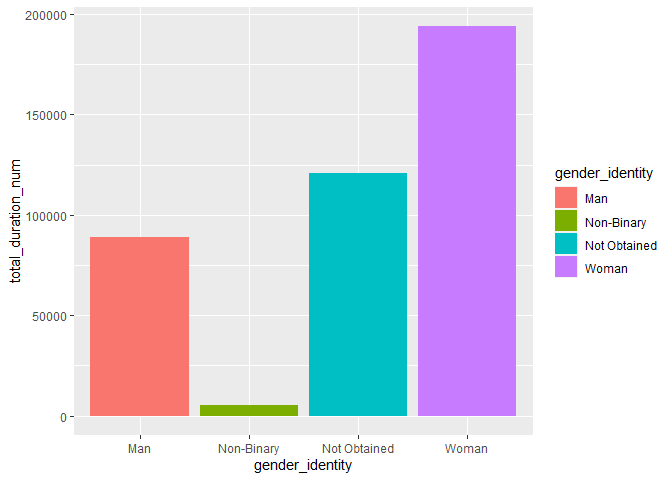 200000
150000
100000
50000
0
total_duration_num
Man
Non-Binary
Not Obtained
Woman
gender_identity
gender_identity
Man
Non-Binary
Not Obtained
Woman